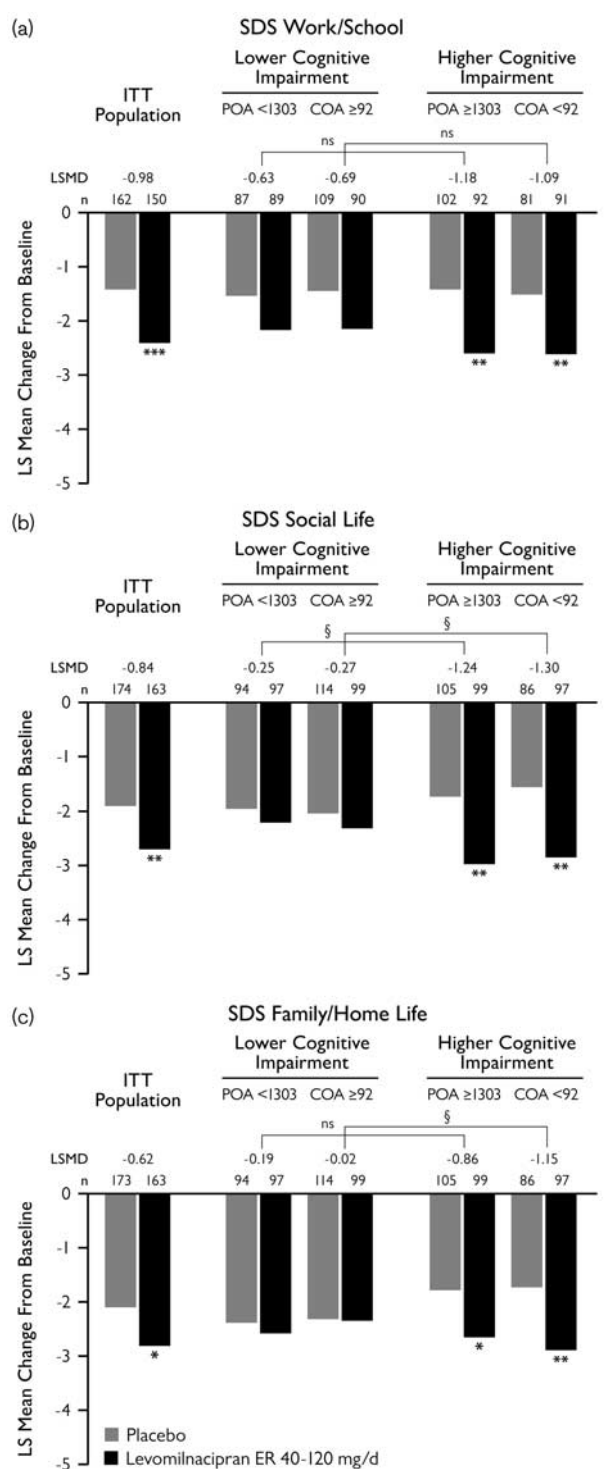 (a)
SDS Work/School
Lower Cognitive Higher Cognitive
ITT Impairment Impairment
Population POA <1303 COA ≥92 POA ≥1303 COA <92
ns
ns
LSMD -0.98 -0.63 -0.69 -1.18 -1.09
n 162 150 87 89 109 90 102 92 81 91
0
-1
-2
***
** **
-3
-4
-5
LS Mean Change From Baseline
(b)
SDS Social Life
Lower Cognitive Higher Cognitive
ITT Impairment Impairment
Population POA <1303 COA ≥92 POA ≥1303 COA <92
§
§
LSMD -0.84 -0.25 -0.27 -1.24 -1.30
n 174 163 94 97 114 99 105 99 86 97
0
-1
-2
**
-3
** **
-4
-5
LS Mean Change From Baseline
(c)
SDS Family/Home Life
Lower Cognitive Higher Cognitive
ITT Impairment Impairment
Population POA <1303 COA ≥92 POA ≥1303 COA <92
§
ns
LSMD -0.62 -0.19 -0.02 -0.86 -1.15
n 173 163 94 97 114 99 105 99 86 97
0
-1
-2
* * **
-3
-4
-5
LS Mean Change From Baseline
Placebo
Levomilnacipran ER 40-120 mg/d